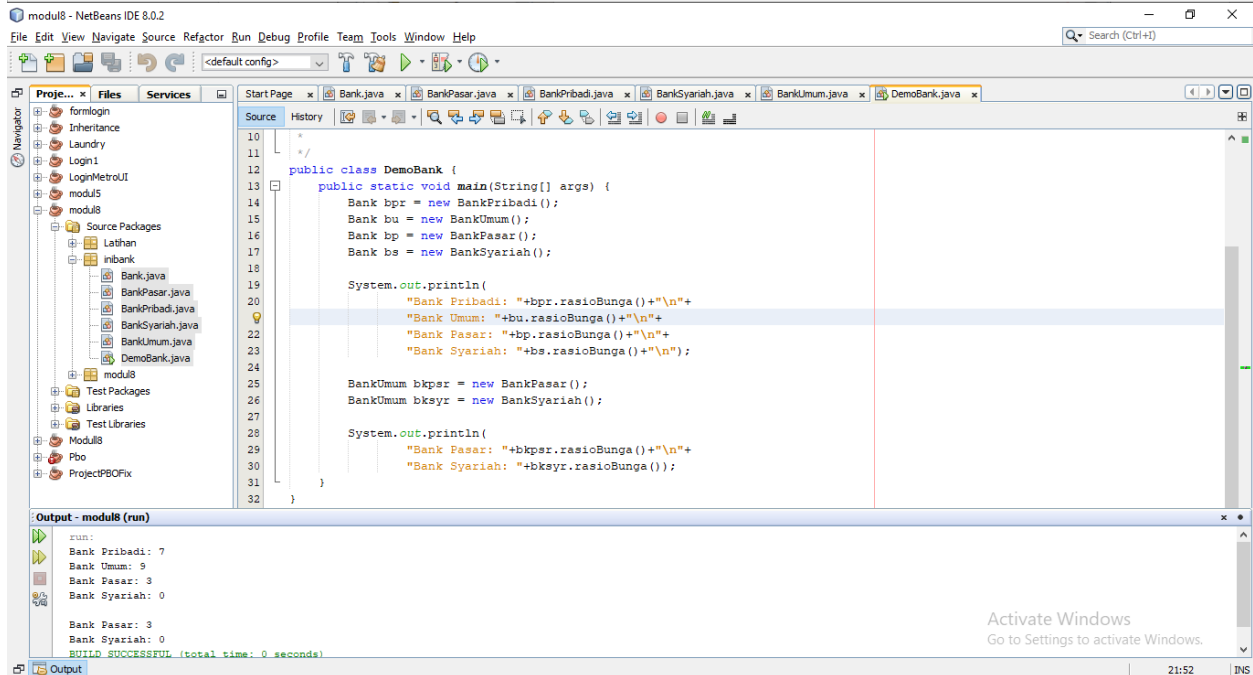 modul8 - NetBeans IDE 8.0.2
File Edit View Navigate Source Refactor Run Debug Profile Team Tools Window Help
Search (Ctrl+I)
<default config>
Proje... x Files Services
Start Page x Bank.java x BankPasar.java x BankPribadi.java x BankSyariah.java x BankUmum.java x DemoBank.java x
Navigator
formlogin
Inheritance
Laundry
Login1
LoginMetroUI
modul5
modul8
Source Packages
Latihan
inibank
Bank.java
BankPasar.java
BankPribadi.java
BankSyariah.java
BankUmum.java
DemoBank.java
modul8
Test Packages
Libraries
Test Libraries
Modul8
Pbo
ProjectPBOFix
Source History
10 *
11 */
12 public class DemoBank {
13 public static void main(String[] args) {
14 Bank bpr = new BankPribadi();
15 Bank bu = new BankUmum();
16 Bank bp = new BankPasar();
17 Bank bs = new BankSyariah();
18
19 System.out.println(
20 "Bank Pribadi: "+bpr.rasioBunga()+"\n"+
"Bank Umum: "+bu.rasioBunga()+"\n"+
22 "Bank Pasar: "+bp.rasioBunga()+"\n"+
23 "Bank Syariah: "+bs.rasioBunga()+"\n");
24
25 BankUmum bkpsr = new BankPasar();
26 BankUmum bksyr = new BankSyariah();
27
28 System.out.println(
29 "Bank Pasar: "+bkpsr.rasioBunga()+"\n"+
30 "Bank Syariah: "+bksyr.rasioBunga());
31 }
32 }
Output - modul8 (run)
run:
Bank Pribadi: 7
Bank Umum: 9
Bank Pasar: 3
Bank Syariah: 0
Bank Pasar: 3
Bank Syariah: 0
BUILD SUCCESSFUL (total time: 0 seconds)
Activate Windows
Go to Settings to activate Windows.
Output
21:52 INS